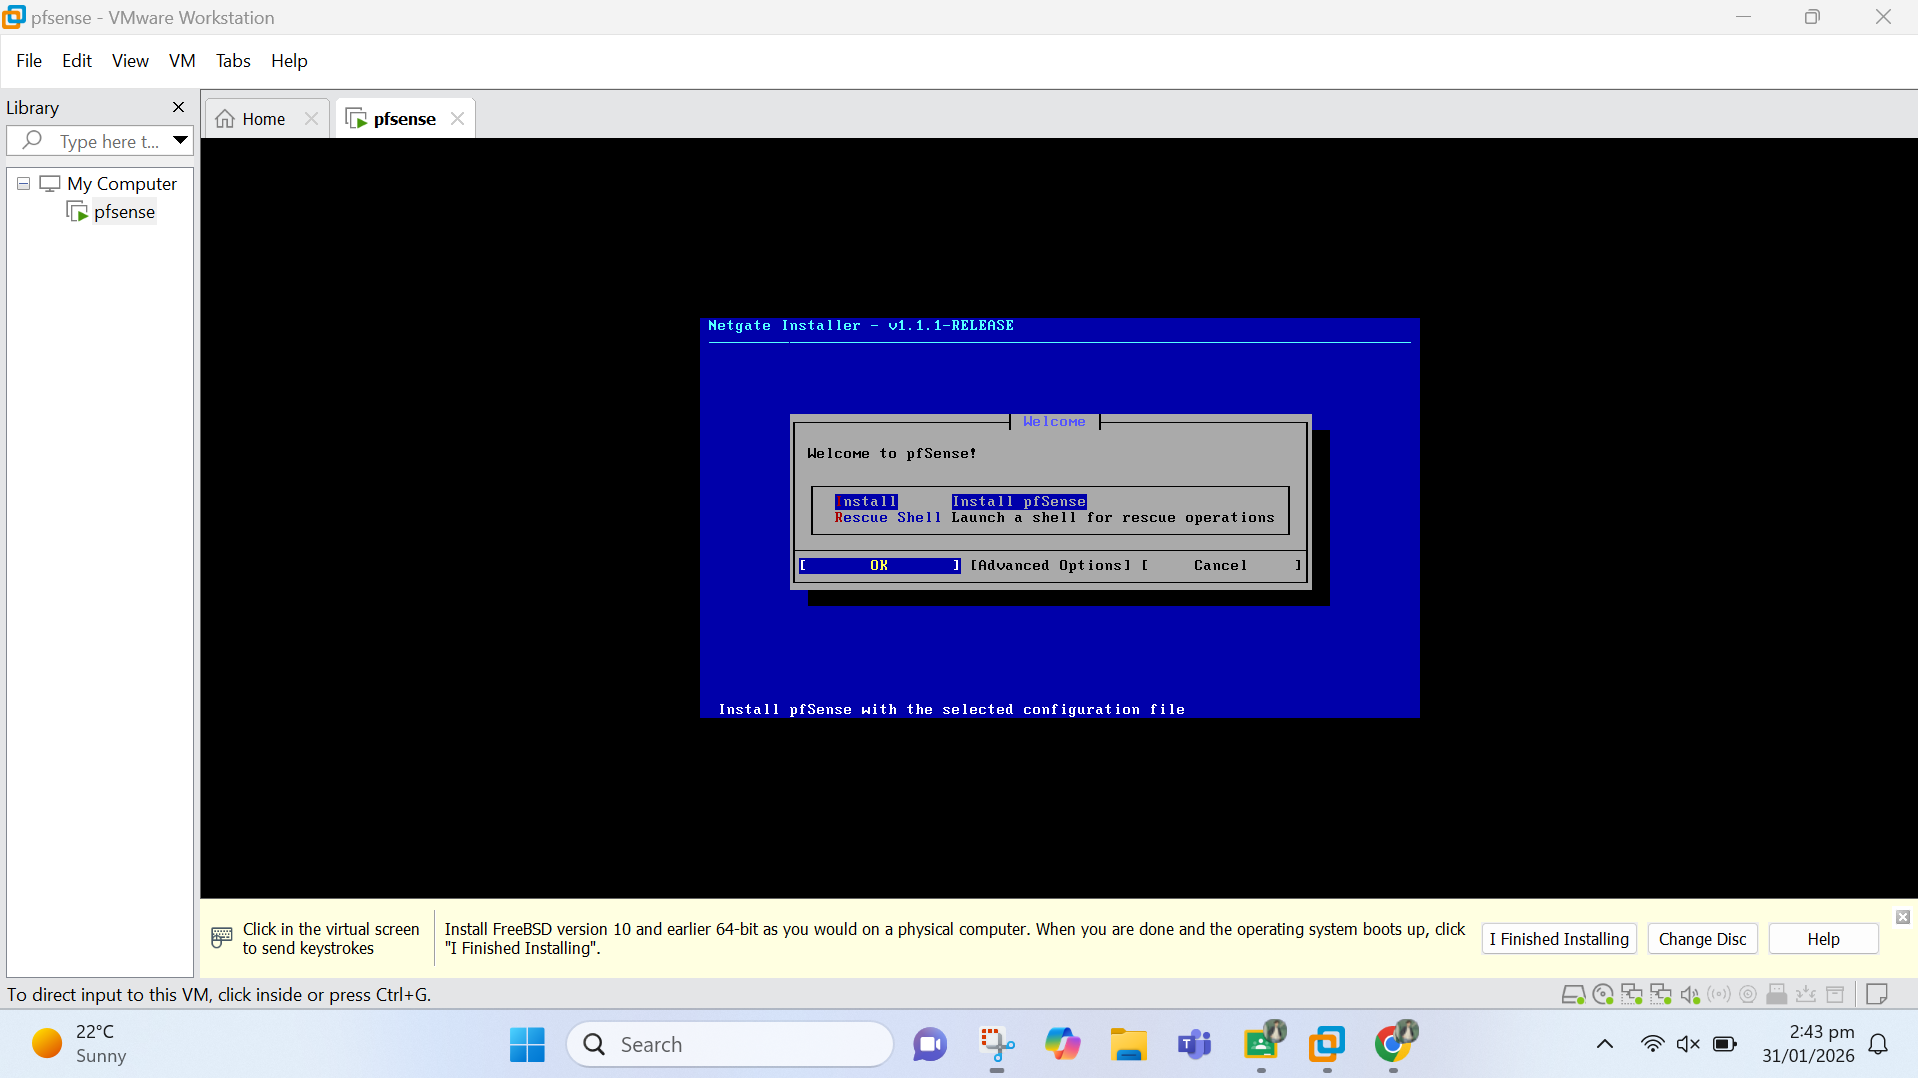 pfsense - VMware Workstation
File Edit View VM Tabs Help
Library
Type here t...
My Computer
pfsense
Home
pfsense
Netgate Installer - v1.1.1-RELEASE
Welcome
Welcome to pfSense!
Install Install pfSense
Rescue Shell Launch a shell for rescue operations
[ OK ] [Advanced Options] [ Cancel ]
Install pfSense with the selected configuration file
Click in the virtual screen
to send keystrokes
Install FreeBSD version 10 and earlier 64-bit as you would on a physical computer. When you are done and the operating system boots up, click
"I Finished Installing".
I Finished Installing
Change Disc
Help
To direct input to this VM, click inside or press Ctrl+G.
22°C
Sunny
Search
2:43 pm
31/01/2026